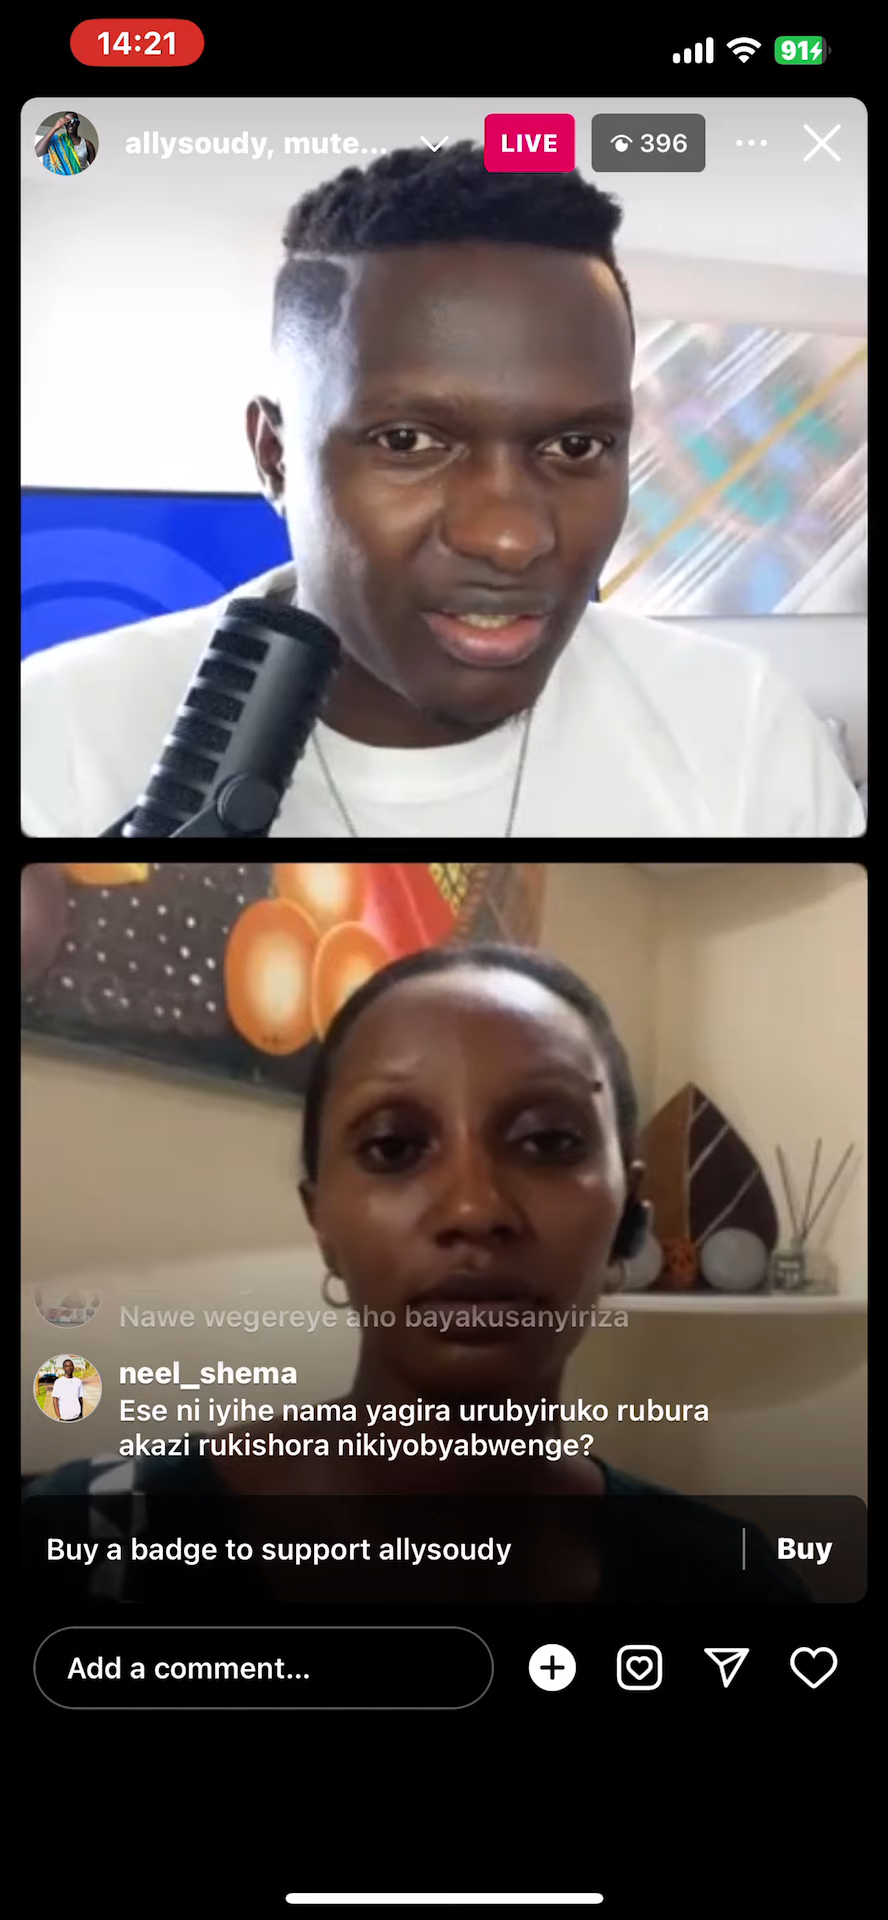 14:21
91
allysoudy, mute...
LIVE
396
Nawe wegereye aho bayakusanyiriza
neel_shema
Ese ni iyihe nama yagira urubyiruko rubura
akazi rukishora nikiyobyabwenge?
Buy a badge to support allysoudy
Buy
Add a comment...